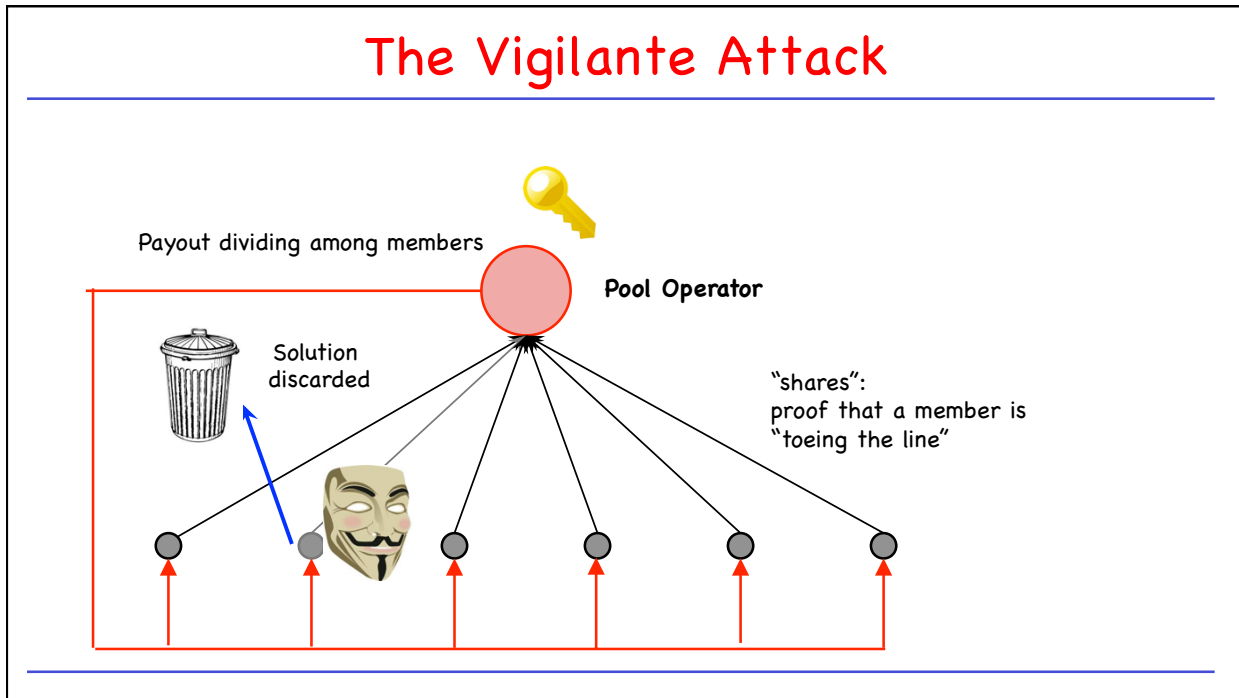 The Vigilante Attack
Payout dividing among members
Pool Operator
Solution
discarded
“shares”:
proof that a member is
“toeing the line”